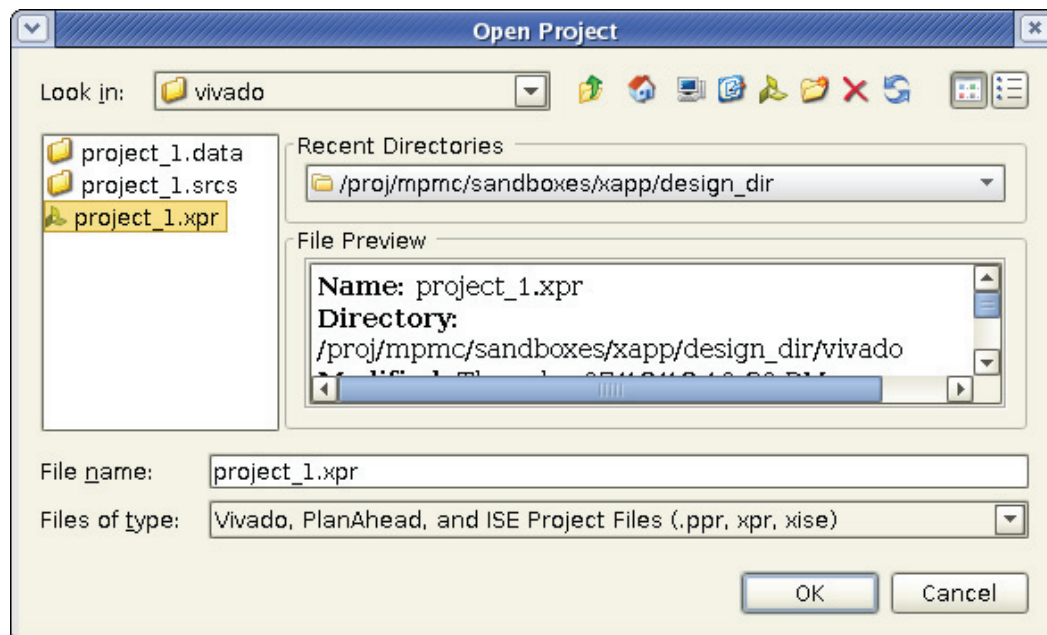 Open Project
Look in: vivado
project_1.data
project_1.srcs
project_1.xpr
Recent Directories
/proj/mpmc/sandboxes/xapp/design_dir
File Preview
Name: project_1.xpr
Directory:
/proj/mpmc/sandboxes/xapp/design_dir/vivado
File name: project_1.xpr
Files of type: Vivado, PlanAhead, and ISE Project Files (.ppr, xpr, xise)
OK Cancel